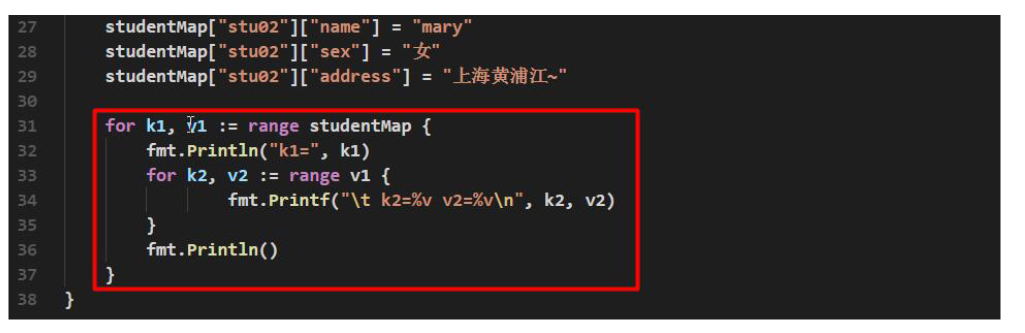 27 studentMap["stu02"]["name"] = "mary"
28 studentMap["stu02"]["sex"] = "女"
29 studentMap["stu02"]["address"] = "上海黄浦江~"
30
31 for k1, v1 := range studentMap {
32 fmt.Println("k1=", k1)
33 for k2, v2 := range v1 {
34 fmt.Printf("\t k2=%v v2=%v\n", k2, v2)
35 }
36 fmt.Println()
37 }
38 }